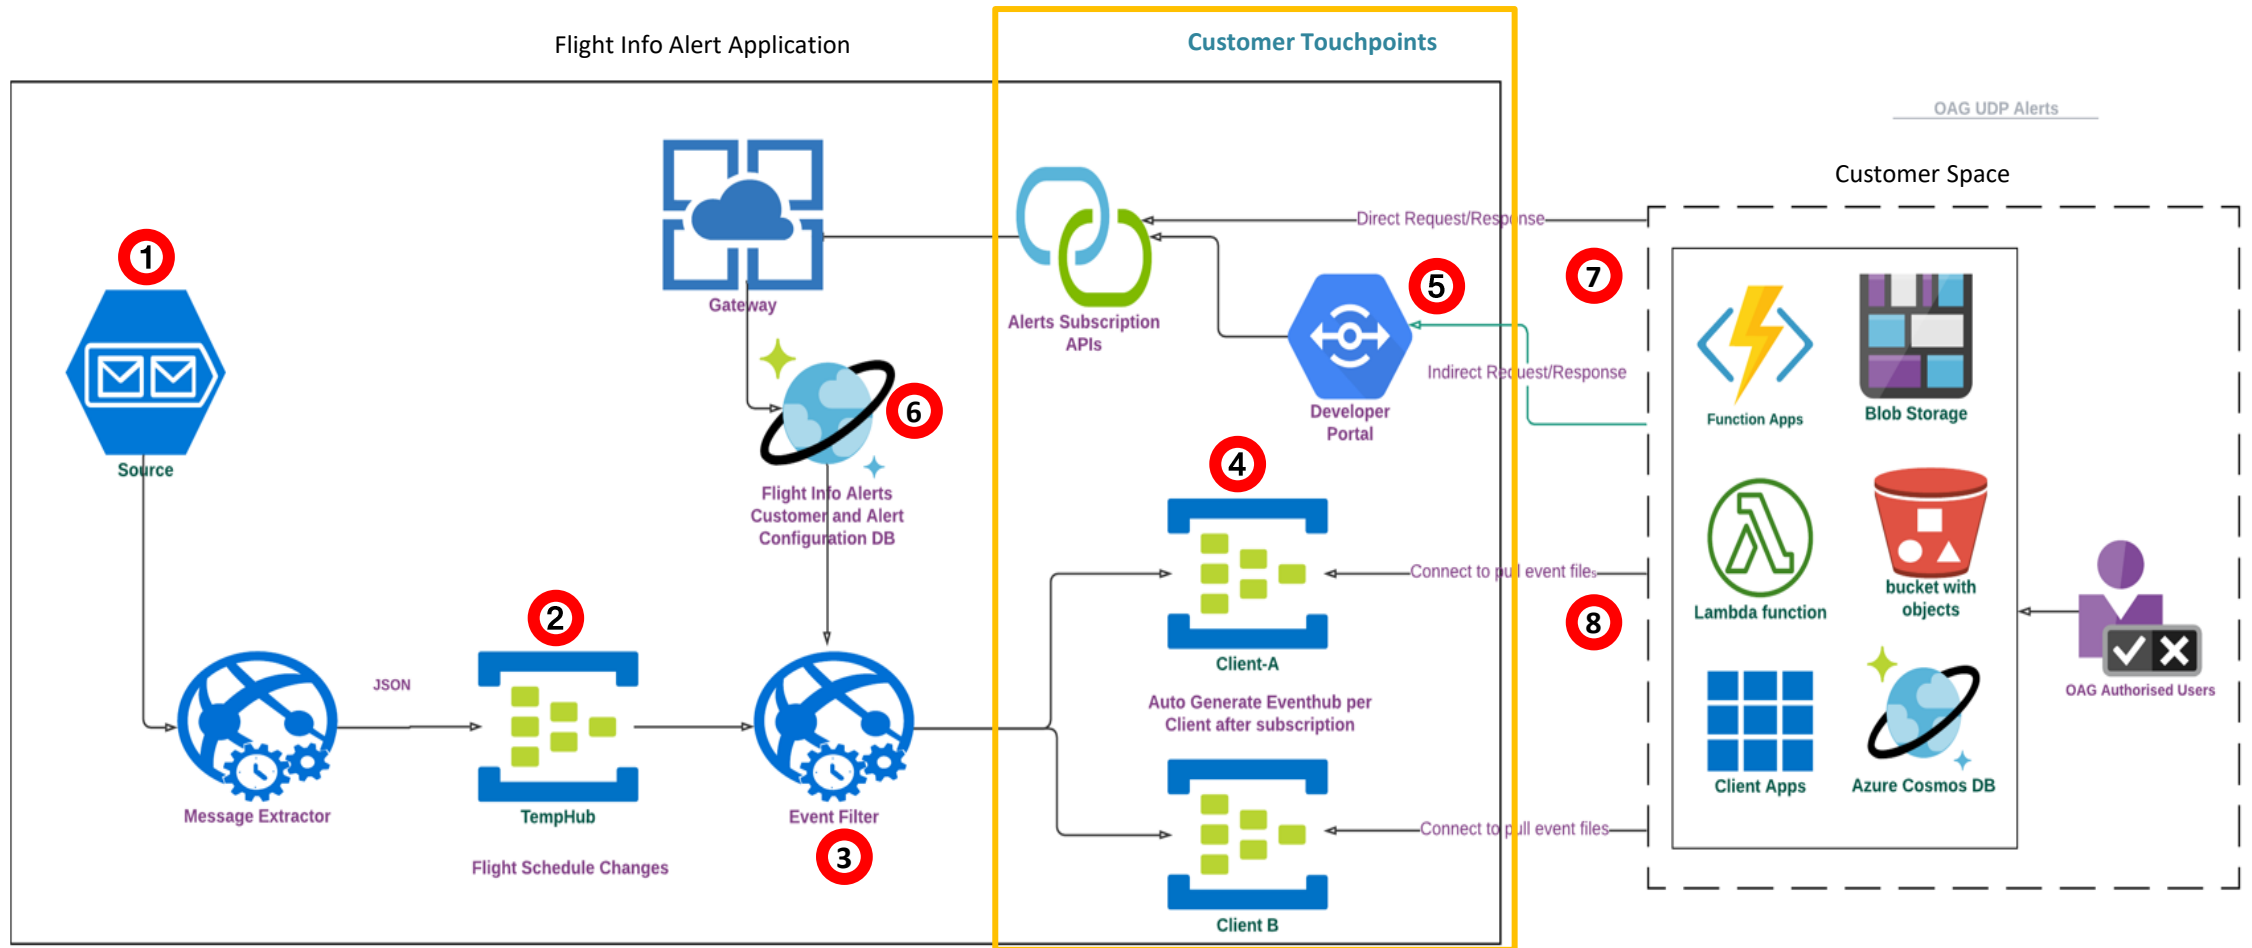 Flight Info Alert Application
Customer Touchpoints
OAG UDP Alerts
Customer Space
Direct Request/Response
1
Gateway
5
7
Alerts Subscription
APIs
Indirect Request/Response
Developer
Portal
Function Apps
Blob Storage
6
Source
4
Flight Info Alerts
Customer and Alert
Configuration DB
Connect to pull event files
bucket with
objects
Lambda function
2
8
Client-A
JSON
Auto Generate Eventhub per
Client after subscription
OAG Authorised Users
Client Apps
Azure Cosmos DB
Message Extractor
TempHub
Event Filter
Connect to pull event files
3
Flight Schedule Changes
Client B